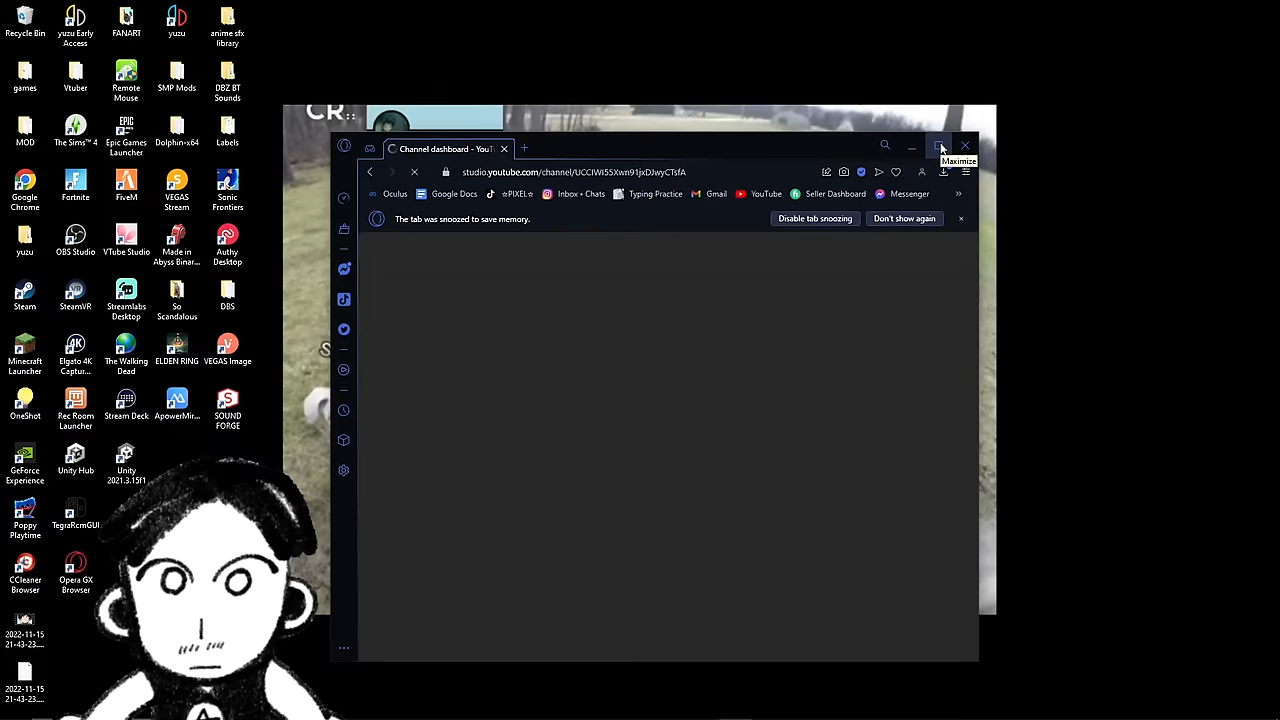 Recycle Bin
yuzu Early
Access
FANART
yuzu
anime sfx
library
games
Vtuber
Remote
Mouse
SMP Mods
DBZ BT
Sounds
MOD
The Sims™ 4
Epic Games
Launcher
Dolphin-x64
Labels
Google
Chrome
Fortnite
FiveM
VEGAS
Stream
Sonic
Frontiers
yuzu
OBS Studio
VTube Studio
Made in
Abyss Binar...
Authy
Desktop
Steam
SteamVR
Streamlabs
Desktop
So
Scandalous
DBS
Minecraft
Launcher
Elgato 4K
Captur...
The Walking
Dead
ELDEN RING
VEGAS Image
OneShot
Rec Room
Launcher
Stream Deck
ApowerMir...
SOUND
FORGE
GeForce
Experience
Unity Hub
Unity
2021.3.15f1
Poppy
Playtime
TegraRcmGUI
CCleaner
Browser
Opera GX
Browser
2022-11-15
21-43-23....
2022-11-15
21-43-23....
CR
Channel dashboard - YouT
Maximize
studio.youtube.com/channel/UCCIWI55Xwn91jxDJwyCTsfA
Oculus
Google Docs
☆PIXEL☆
Inbox • Chats
Typing Practice
Gmail
YouTube
Seller Dashboard
Messenger
»
The tab was snoozed to save memory.
Disable tab snoozing
Don't show again
S